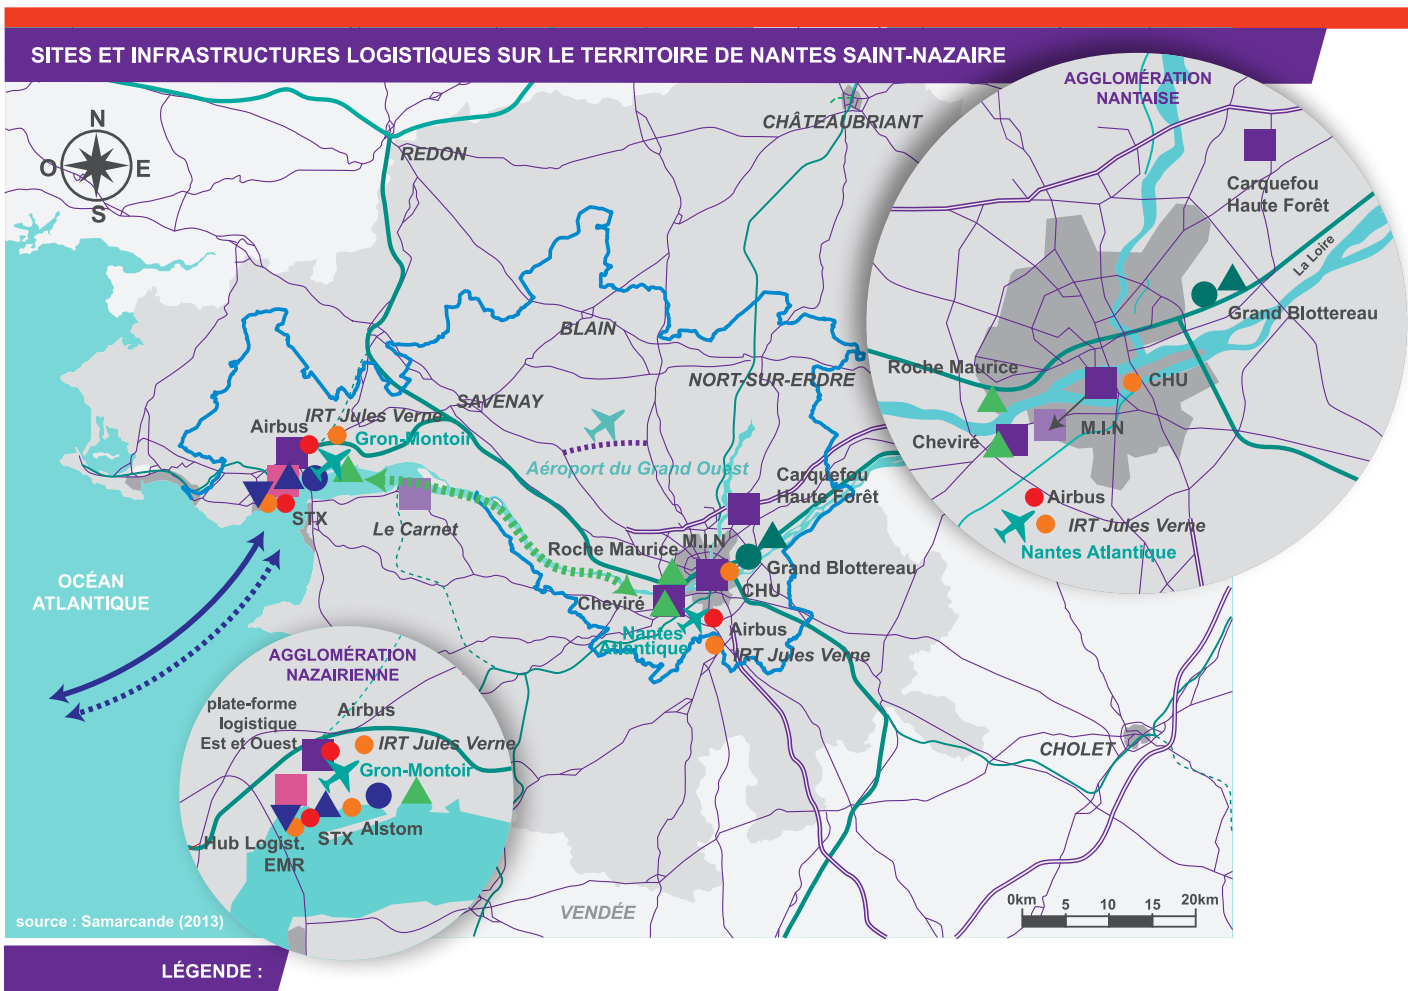 SITES ET INFRASTRUCTURES LOGISTIQUES SUR LE TERRITOIRE DE NANTES SAINT-NAZAIRE
N
O
E
S
REDON
CHÂTEAUBRIANT
BLAIN
NORT-SUR-ERDRE
SAVENAY
IRT Jules Verne
Airbus
Gron-Montoir
Aéroport du Grand Ouest
STX
Le Carnet
Carquefou
Haute Forêt
M.I.N
Roche Maurice
Grand Blottereau
CHU
Cheviré
Nantes
Atlantique
Airbus
IRT Jules Verne
OCÉAN
ATLANTIQUE
CHOLET
VENDÉE
AGGLOMÉRATION
NANTAISE
Carquefou
Haute Forêt
La Loire
Grand Blottereau
Roche Maurice
CHU
M.I.N
Cheviré
Airbus
IRT Jules Verne
Nantes Atlantique
AGGLOMÉRATION
NAZAIRIENNE
plate-forme
logistique
Est et Ouest
Airbus
IRT Jules Verne
Gron-Montoir
Alstom
STX
Hub Logist.
EMR
0km 5 10 15 20km
source : Samarcande (2013)
LÉGENDE :